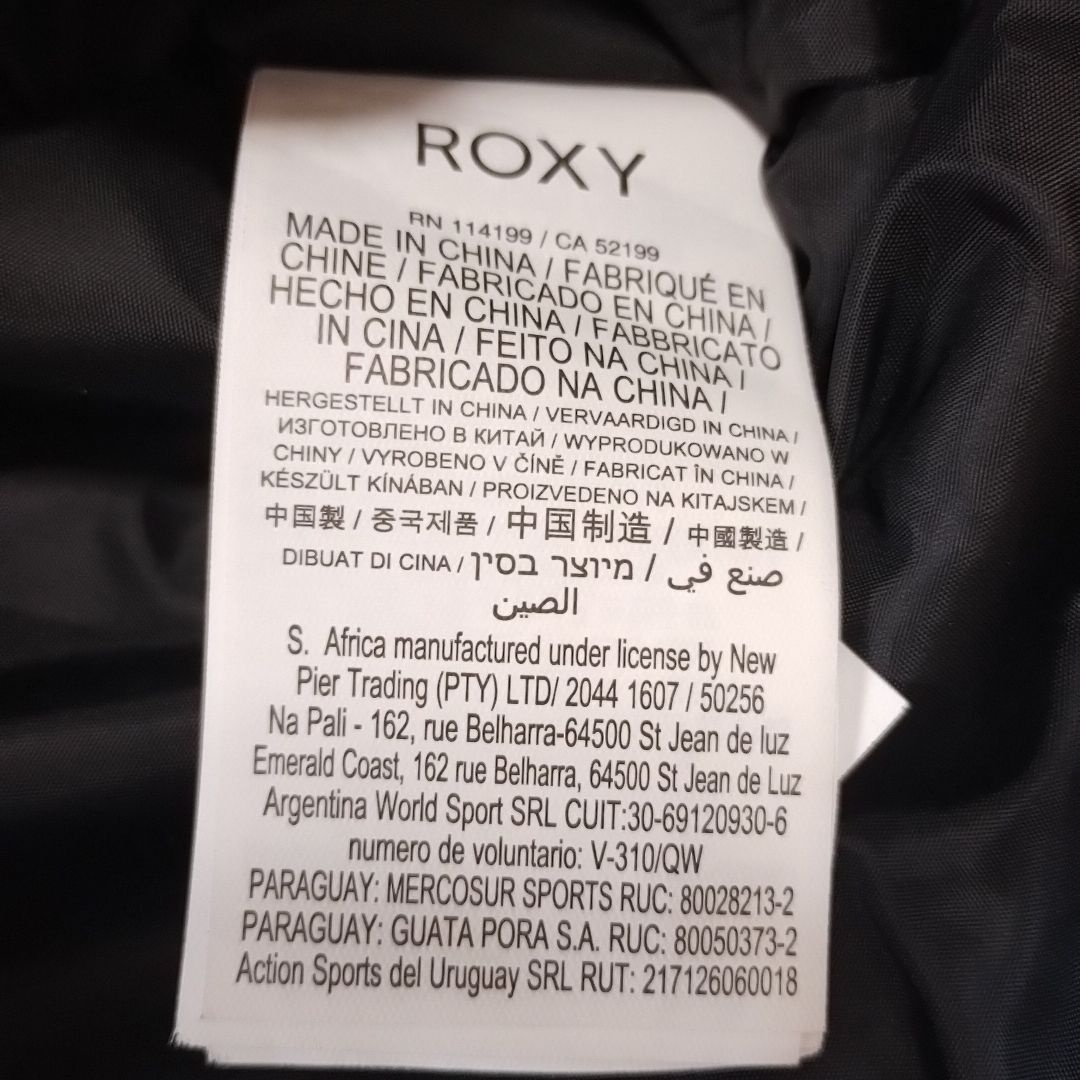 ROXY
RN 114199 / CA 52199
MADE IN CHINA / FABRIQUÉ EN
CHINE / FABRICADO EN CHINA /
HECHO EN CHINA / FABBRICATO
IN CINA / FEITO NA CHINA /
FABRICADO NA CHINA /
HERGESTELLT IN CHINA / VERVAARDIGD IN CHINA /
ИЗГОТОВЛЕНО В КИТАЙ / WYPRODUKOWANO W
CHINY / VYROBENO V ČÍNĚ / FABRICAT ÎN CHINA /
KÉSZÜLT KÍNÁBAN / PROIZVEDENO NA KITAJSKEM /
中国製 / 중국제품 / 中国制造 / 中國製造 /
DIBUAT DI CINA / מיוצר בסין / صنع في
الصين
S. Africa manufactured under license by New
Pier Trading (PTY) LTD/ 2044 1607 / 50256
Na Pali - 162, rue Belharra-64500 St Jean de luz
Emerald Coast, 162 rue Belharra, 64500 St Jean de Luz
Argentina World Sport SRL CUIT:30-69120930-6
numero de voluntario: V-310/QW
PARAGUAY: MERCOSUR SPORTS RUC: 80028213-2
PARAGUAY: GUATA PORA S.A. RUC: 80050373-2
Action Sports del Uruguay SRL RUT: 217126060018